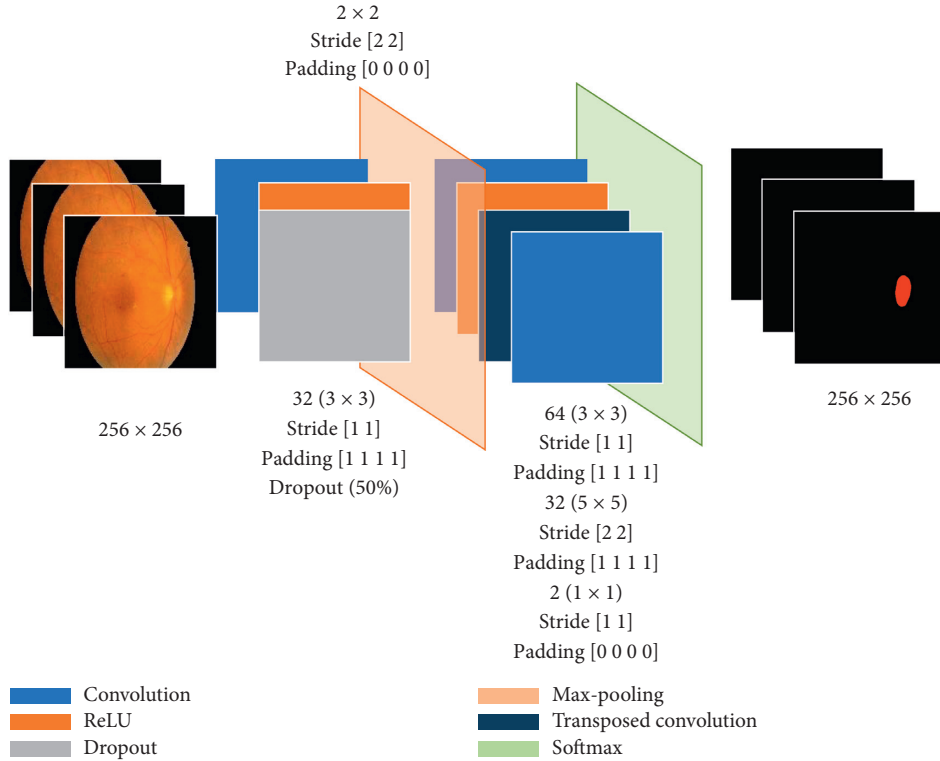 2 × 2
Stride [2 2]
Padding [0 0 0 0]
256 × 256
32 (3 × 3)
Stride [1 1]
Padding [1 1 1 1]
Dropout (50%)
64 (3 × 3)
Stride [1 1]
Padding [1 1 1 1]
32 (5 × 5)
Stride [2 2]
Padding [1 1 1 1]
2 (1 × 1)
Stride [1 1]
Padding [0 0 0 0]
256 × 256
Convolution
ReLU
Dropout
Max-pooling
Transposed convolution
Softmax